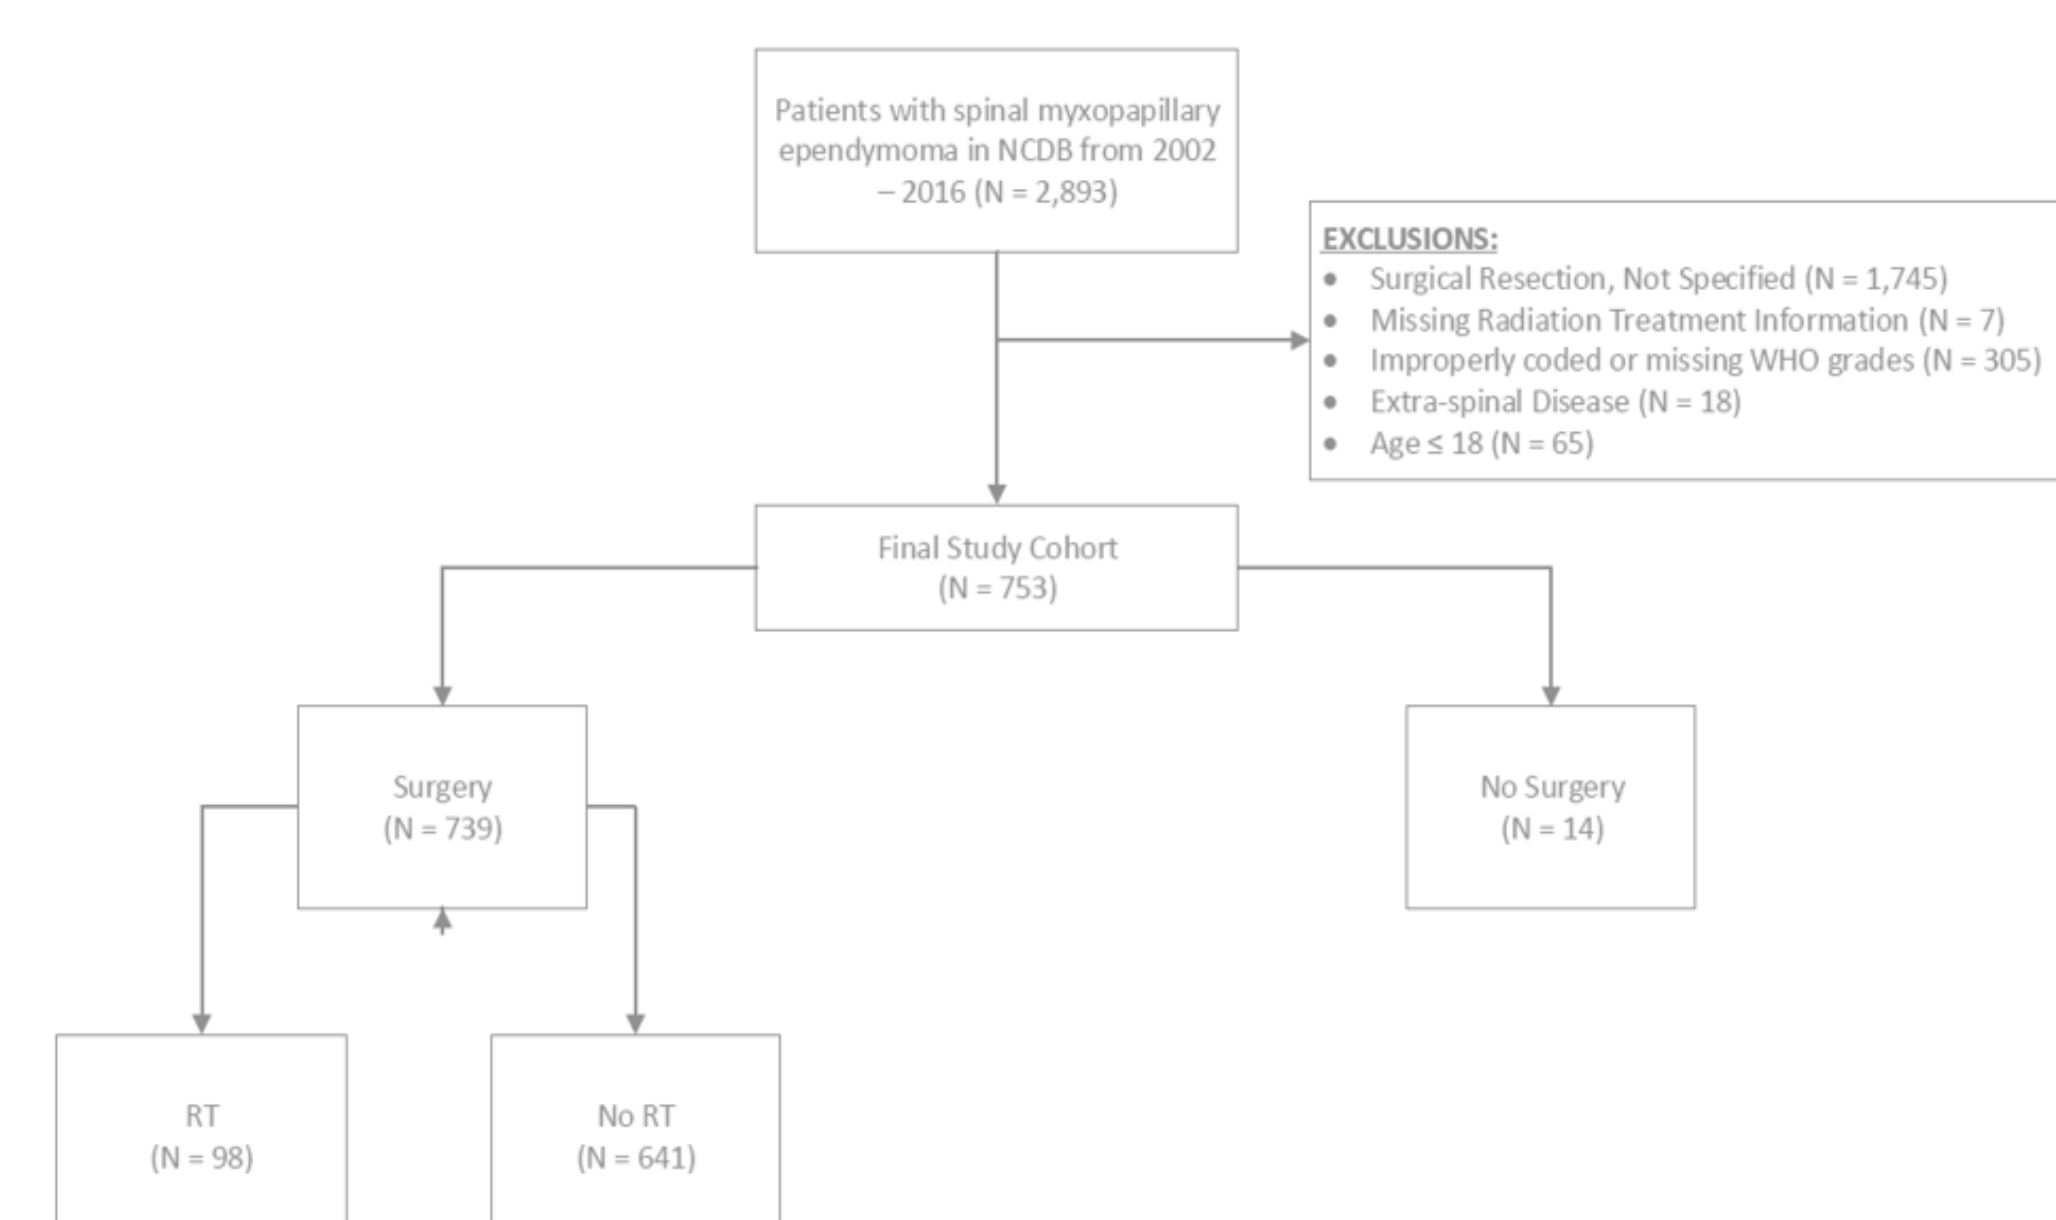 Patients with spinal myxopapillary
ependymoma in NCDB from 2002
– 2016 (N = 2,893)
EXCLUSIONS:
● Surgical Resection, Not Specified (N = 1,745)
● Missing Radiation Treatment Information (N = 7)
● Improperly coded or missing WHO grades (N = 305)
● Extra-spinal Disease (N = 18)
● Age ≤ 18 (N = 65)
Final Study Cohort
(N = 753)
Surgery
(N = 739)
No Surgery
(N = 14)
RT
(N = 98)
No RT
(N = 641)